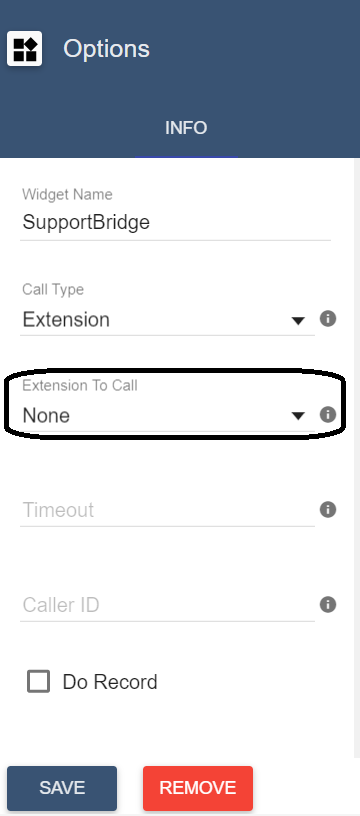 Options
INFO
Widget Name
SupportBridge
Call Type
Extension
Extension To Call
None
Timeout
Caller ID
Do Record
SAVE REMOVE